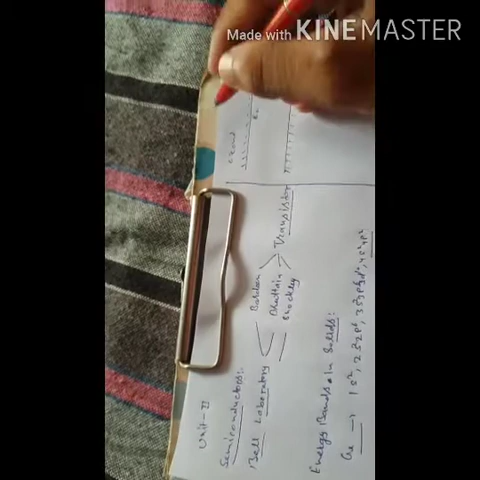 Made with KINEMASTER
Unit-II
Semiconductors:-
Bell Laboratory
Bardeen
Brattain
Shockley
Transistor
Energy Bands in Solids:
Ge → 1s², 2s²2p⁶, 3s²3p⁶3d¹⁰, 4s²4p²